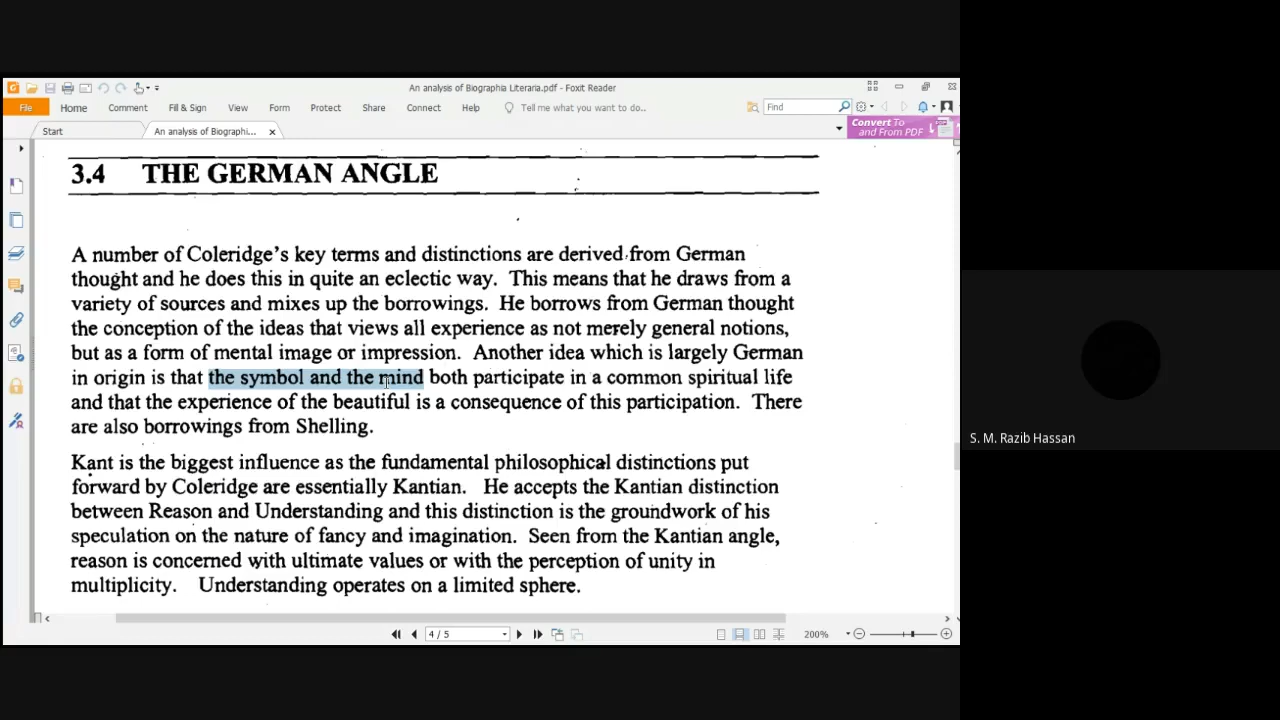 An analysis of Biographia Literaria.pdf - Foxit Reader
File Home Comment Fill & Sign View Form Protect Share Connect Help Tell me what you want to do.. Find
Start An analysis of Biographi...
Convert To
and From PDF
3.4 THE GERMAN ANGLE
A number of Coleridge's key terms and distinctions are derived from German
thought and he does this in quite an eclectic way. This means that he draws from a
variety of sources and mixes up the borrowings. He borrows from German thought
the conception of the ideas that views all experience as not merely general notions,
but as a form of mental image or impression. Another idea which is largely German
in origin is that the symbol and the mind both participate in a common spiritual life
and that the experience of the beautiful is a consequence of this participation. There
are also borrowings from Shelling.
Kant is the biggest influence as the fundamental philosophical distinctions put
forward by Coleridge are essentially Kantian. He accepts the Kantian distinction
between Reason and Understanding and this distinction is the groundwork of his
speculation on the nature of fancy and imagination. Seen from the Kantian angle,
reason is concerned with ultimate values or with the perception of unity in
multiplicity. Understanding operates on a limited sphere.
4 / 5 200%
S. M. Razib Hassan